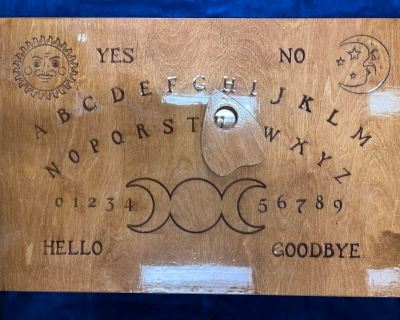 YES NO
A B C D E F G H I J K L M
N O P Q R S T W X Y Z
0 1 2 3 4 5 6 7 8 9
HELLO GOODBYE